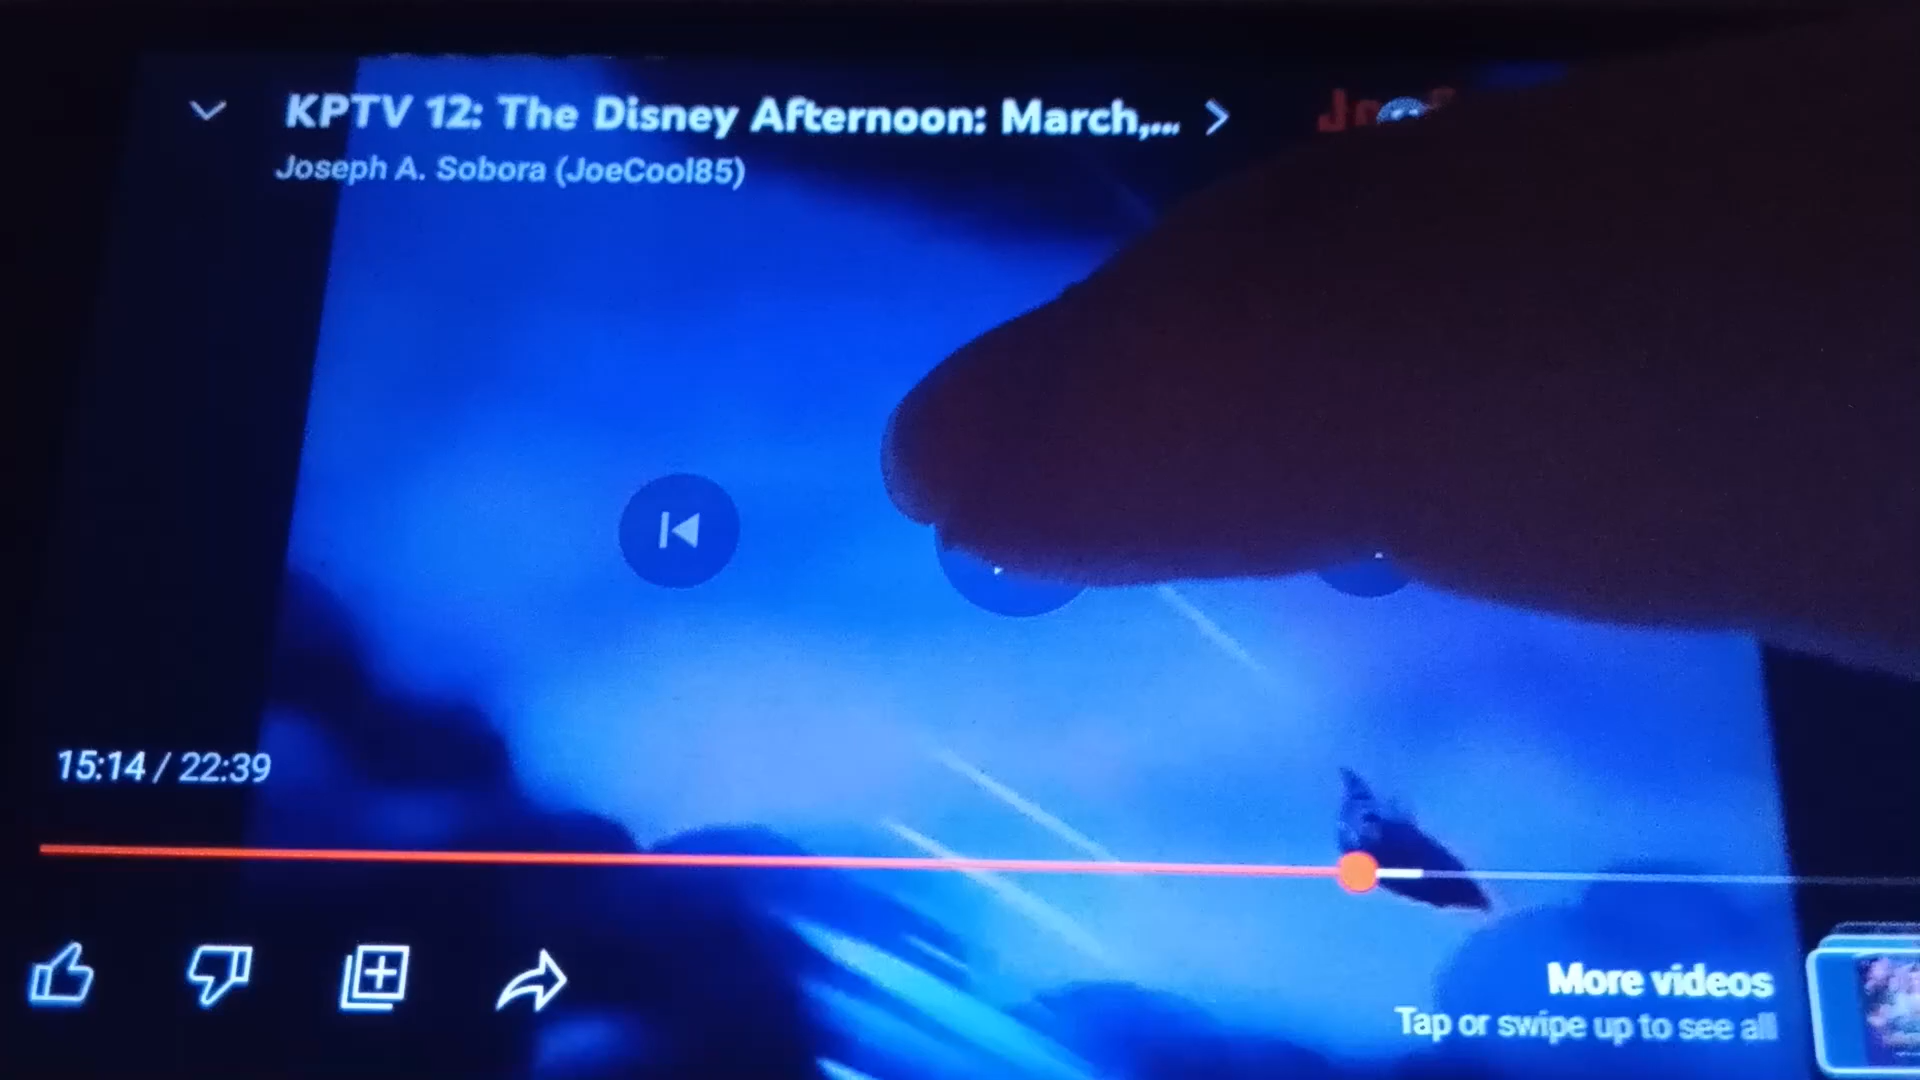 KPTV 12: The Disney Afternoon: March,...
Joseph A. Sobora (JoeCool85)
15:14 / 22:39
More videos
Tap or swipe up to see all